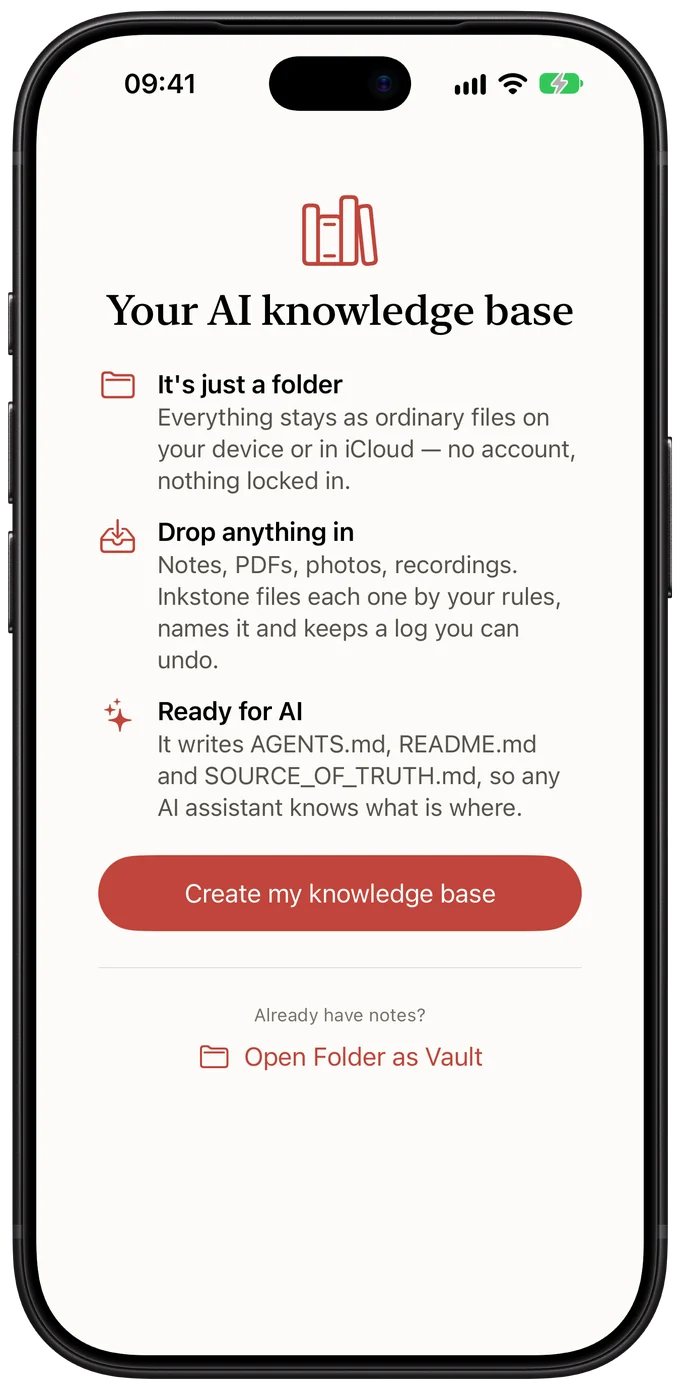 09:41
Your AI knowledge base
It's just a folder
Everything stays as ordinary files on
your device or in iCloud — no account,
nothing locked in.
Drop anything in
Notes, PDFs, photos, recordings.
Inkstone files each one by your rules,
names it and keeps a log you can
undo.
Ready for AI
It writes AGENTS.md, README.md
and SOURCE_OF_TRUTH.md, so any
AI assistant knows what is where.
Create my knowledge base
Already have notes?
Open Folder as Vault